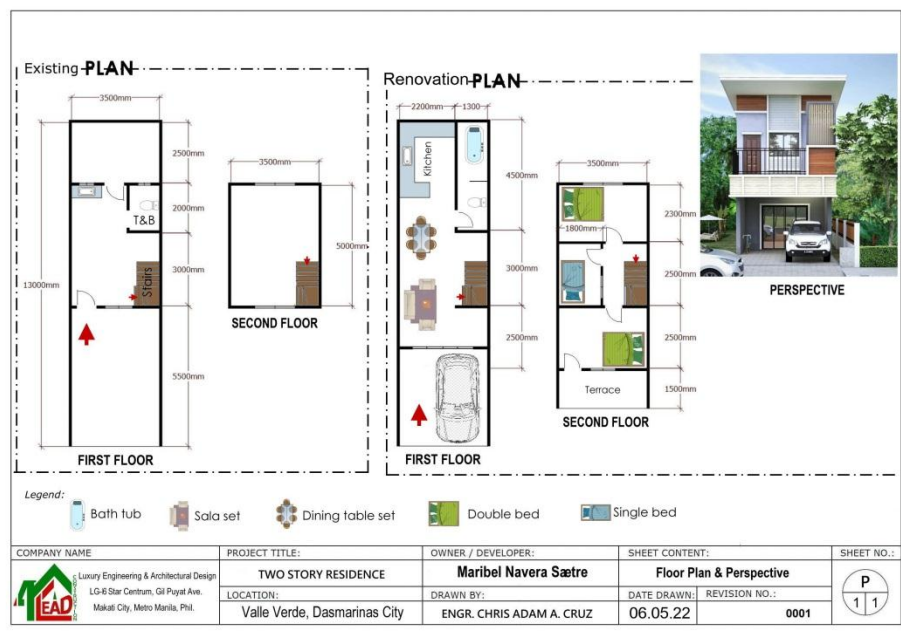 Existing PLAN
3500mm
2500mm
2000mm
T&B
3000mm
Stairs
13000mm
5500mm
FIRST FLOOR
3500mm
5000mm
SECOND FLOOR
Renovation PLAN
2200mm 1300
Kitchen
4500mm
3000mm
2500mm
FIRST FLOOR
3500mm
2300mm
1800mm
2500mm
2500mm
Terrace
1500mm
SECOND FLOOR
PERSPECTIVE
Legend:
Bath tub
Sala set
Dining table set
Double bed
Single bed
COMPANY NAME
LEAD
Luxury Engineering & Architectural Design
LG-6 Star Centrum, Gil Puyat Ave.
Makati City, Metro Manila, Phil.
PROJECT TITLE:
TWO STORY RESIDENCE
LOCATION:
Valle Verde, Dasmarinas City
OWNER / DEVELOPER:
Maribel Navera Sætre
DRAWN BY:
ENGR. CHRIS ADAM A. CRUZ
SHEET CONTENT:
Floor Plan & Perspective
DATE DRAWN:
06.05.22
REVISION NO.:
0001
SHEET NO.:
P
1 1